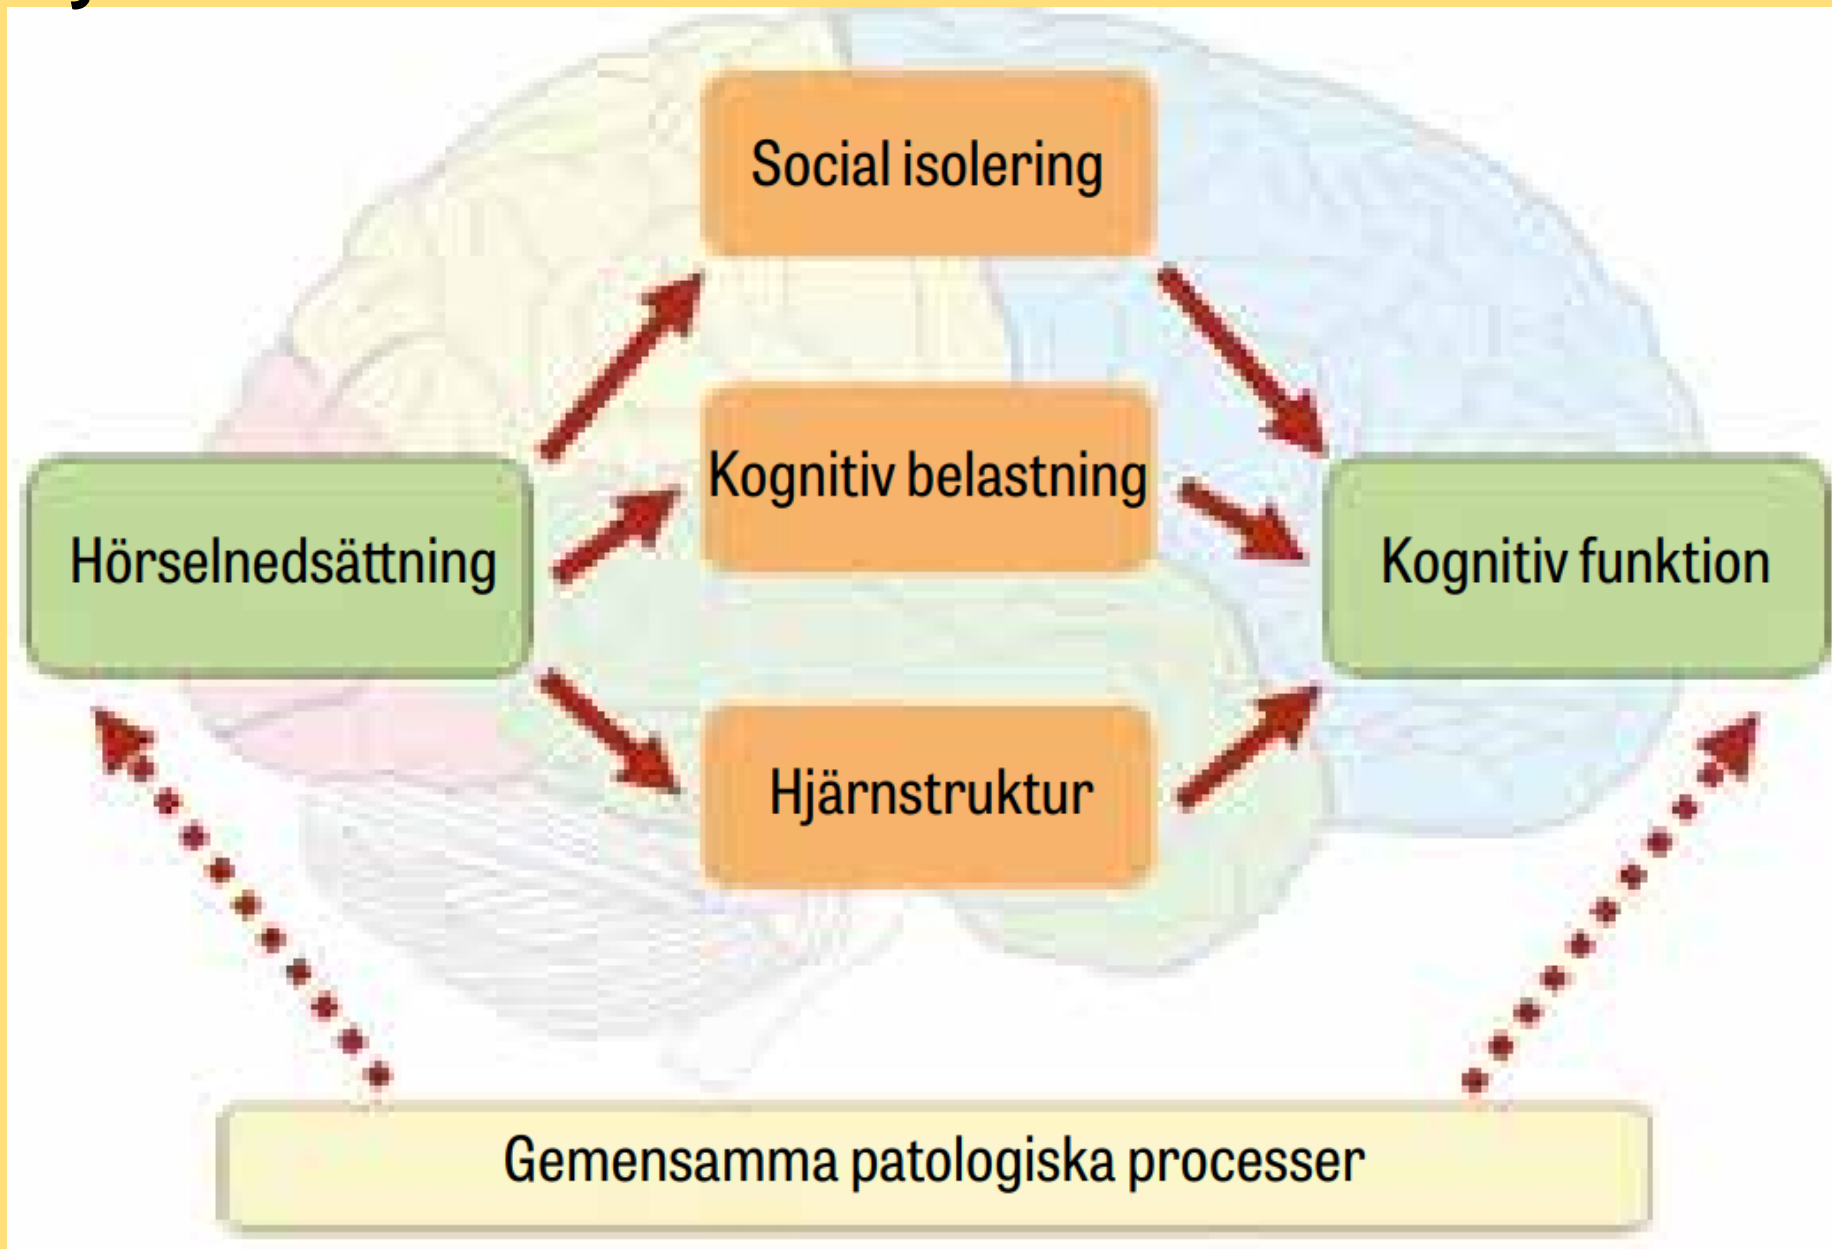 Social isolering
Kognitiv belastning
Hörselnedsättning
Kognitiv funktion
Hjärnstruktur
Gemensamma patologiska processer